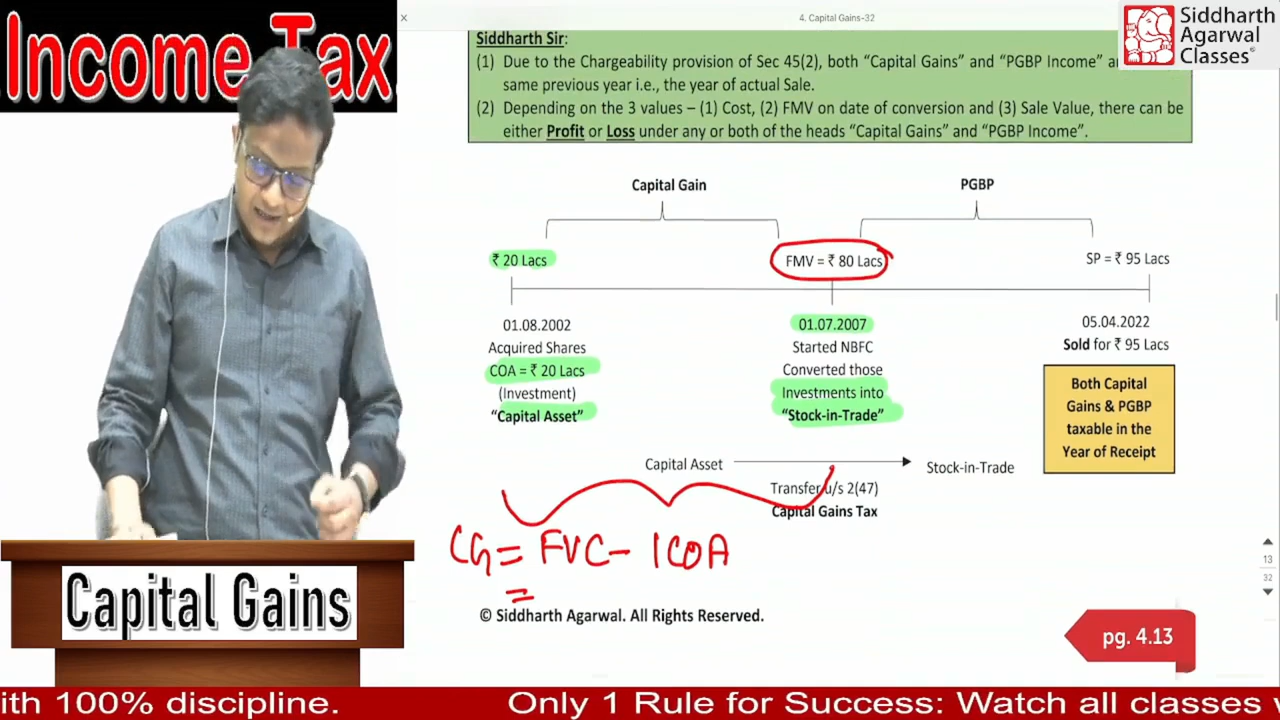 Income Tax
4. Capital Gains-32
Siddharth
Agarwal
Classes®
Siddharth Sir:
(1) Due to the Chargeability provision of Sec 45(2), both “Capital Gains” and “PGBP Income”
same previous year i.e., the year of actual Sale.
(2) Depending on the 3 values – (1) Cost, (2) FMV on date of conversion and (3) Sale Value, there can be
either Profit or Loss under any or both of the heads “Capital Gains” and “PGBP Income”.
Capital Gain
PGBP
₹ 20 Lacs
FMV = ₹ 80 Lacs
SP = ₹ 95 Lacs
01.08.2002
Acquired Shares
COA = ₹ 20 Lacs
(Investment)
“Capital Asset”
01.07.2007
Started NBFC
Converted those
Investments into
“Stock-in-Trade”
05.04.2022
Sold for ₹ 95 Lacs
Both Capital
Gains & PGBP
taxable in the
Year of Receipt
Capital Asset
Stock-in-Trade
Transfer u/s 2(47)
Capital Gains Tax
CG = FVC - ICOA
© Siddharth Agarwal. All Rights Reserved.
13
32
pg. 4.13
Capital Gains
ith 100% discipline.
Only 1 Rule for Success: Watch all classes